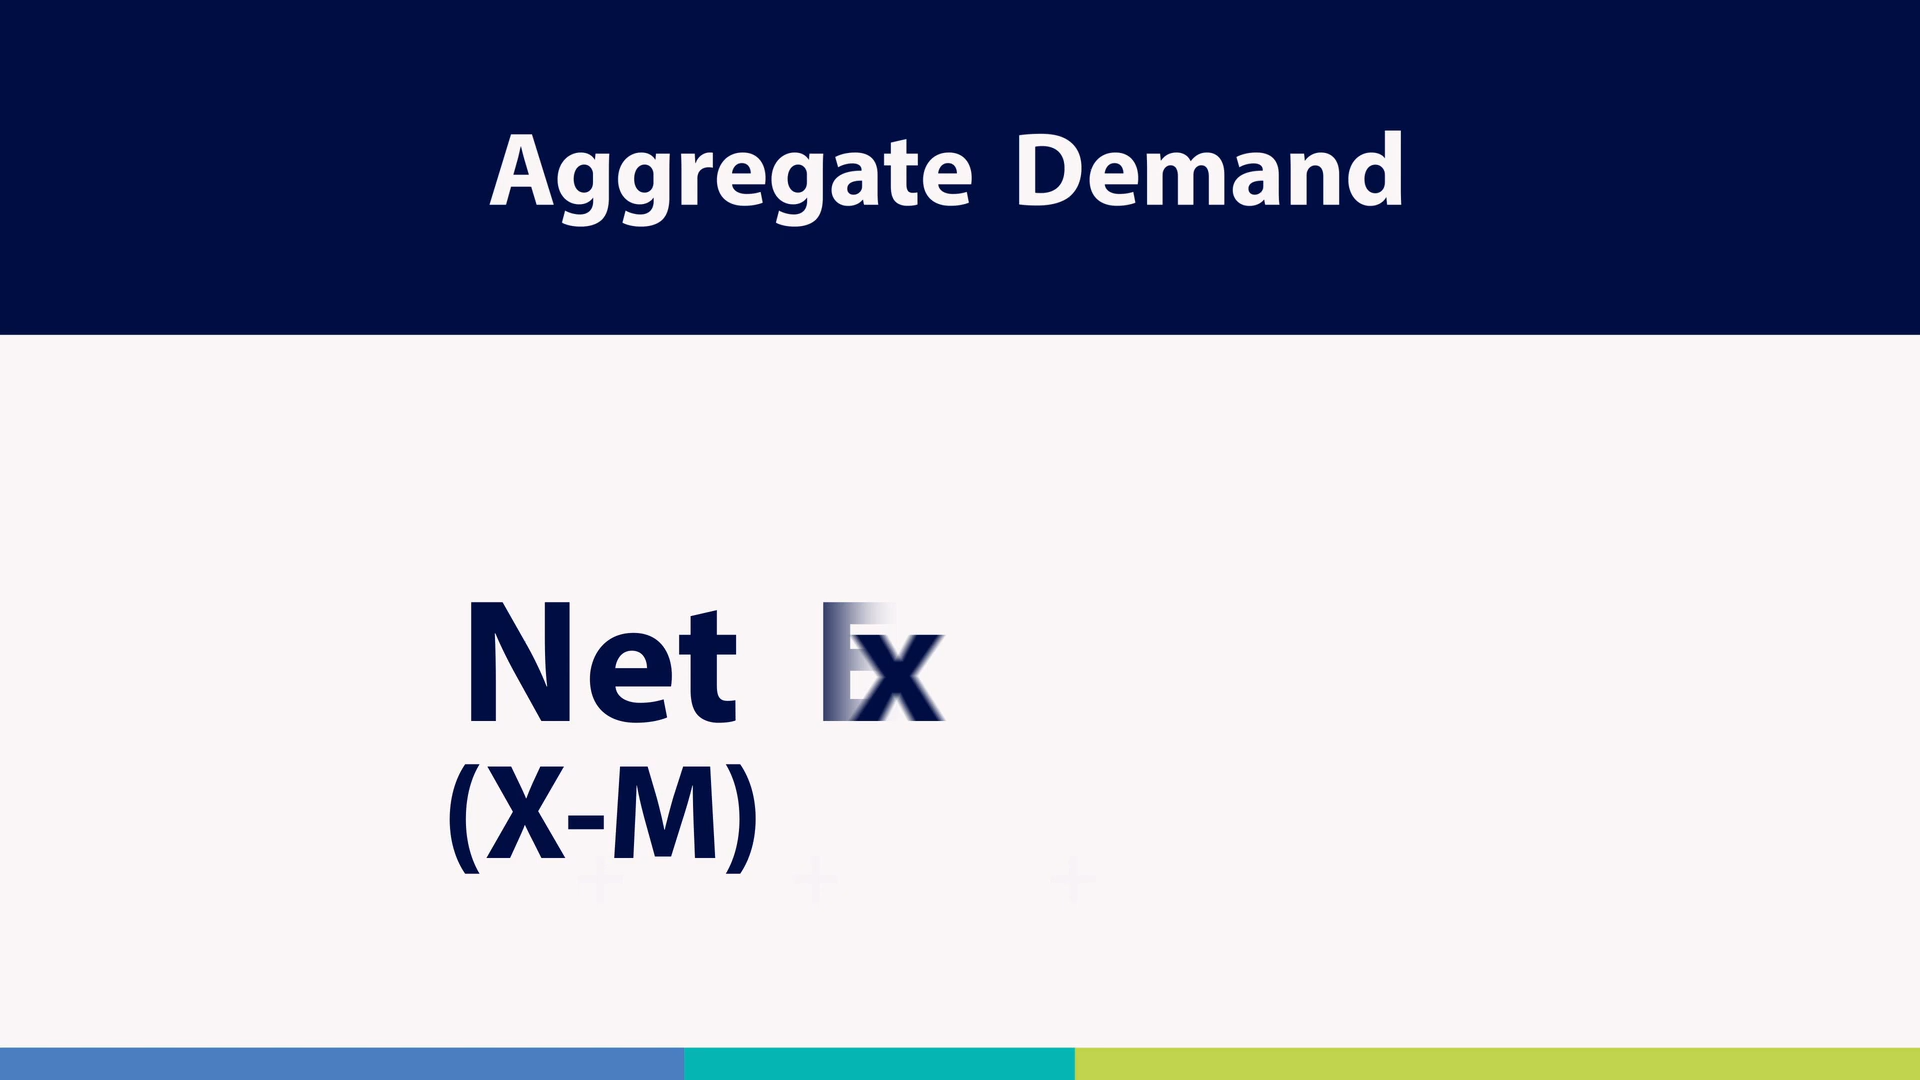 Aggregate Demand
Net Ex
(X-M)
+ + +